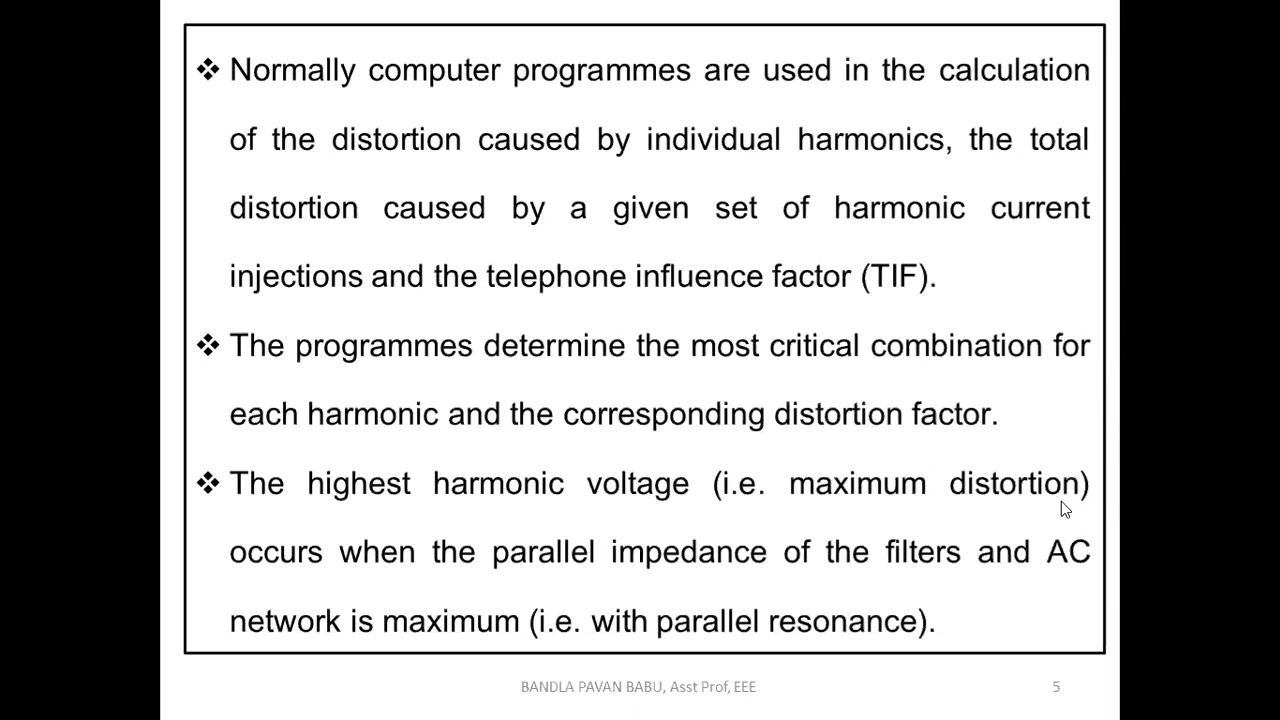 ❖ Normally computer programmes are used in the calculation
of the distortion caused by individual harmonics, the total
distortion caused by a given set of harmonic current
injections and the telephone influence factor (TIF).
❖ The programmes determine the most critical combination for
each harmonic and the corresponding distortion factor.
❖ The highest harmonic voltage (i.e. maximum distortion)
occurs when the parallel impedance of the filters and AC
network is maximum (i.e. with parallel resonance).
BANDLA PAVAN BABU, Asst Prof, EEE
5